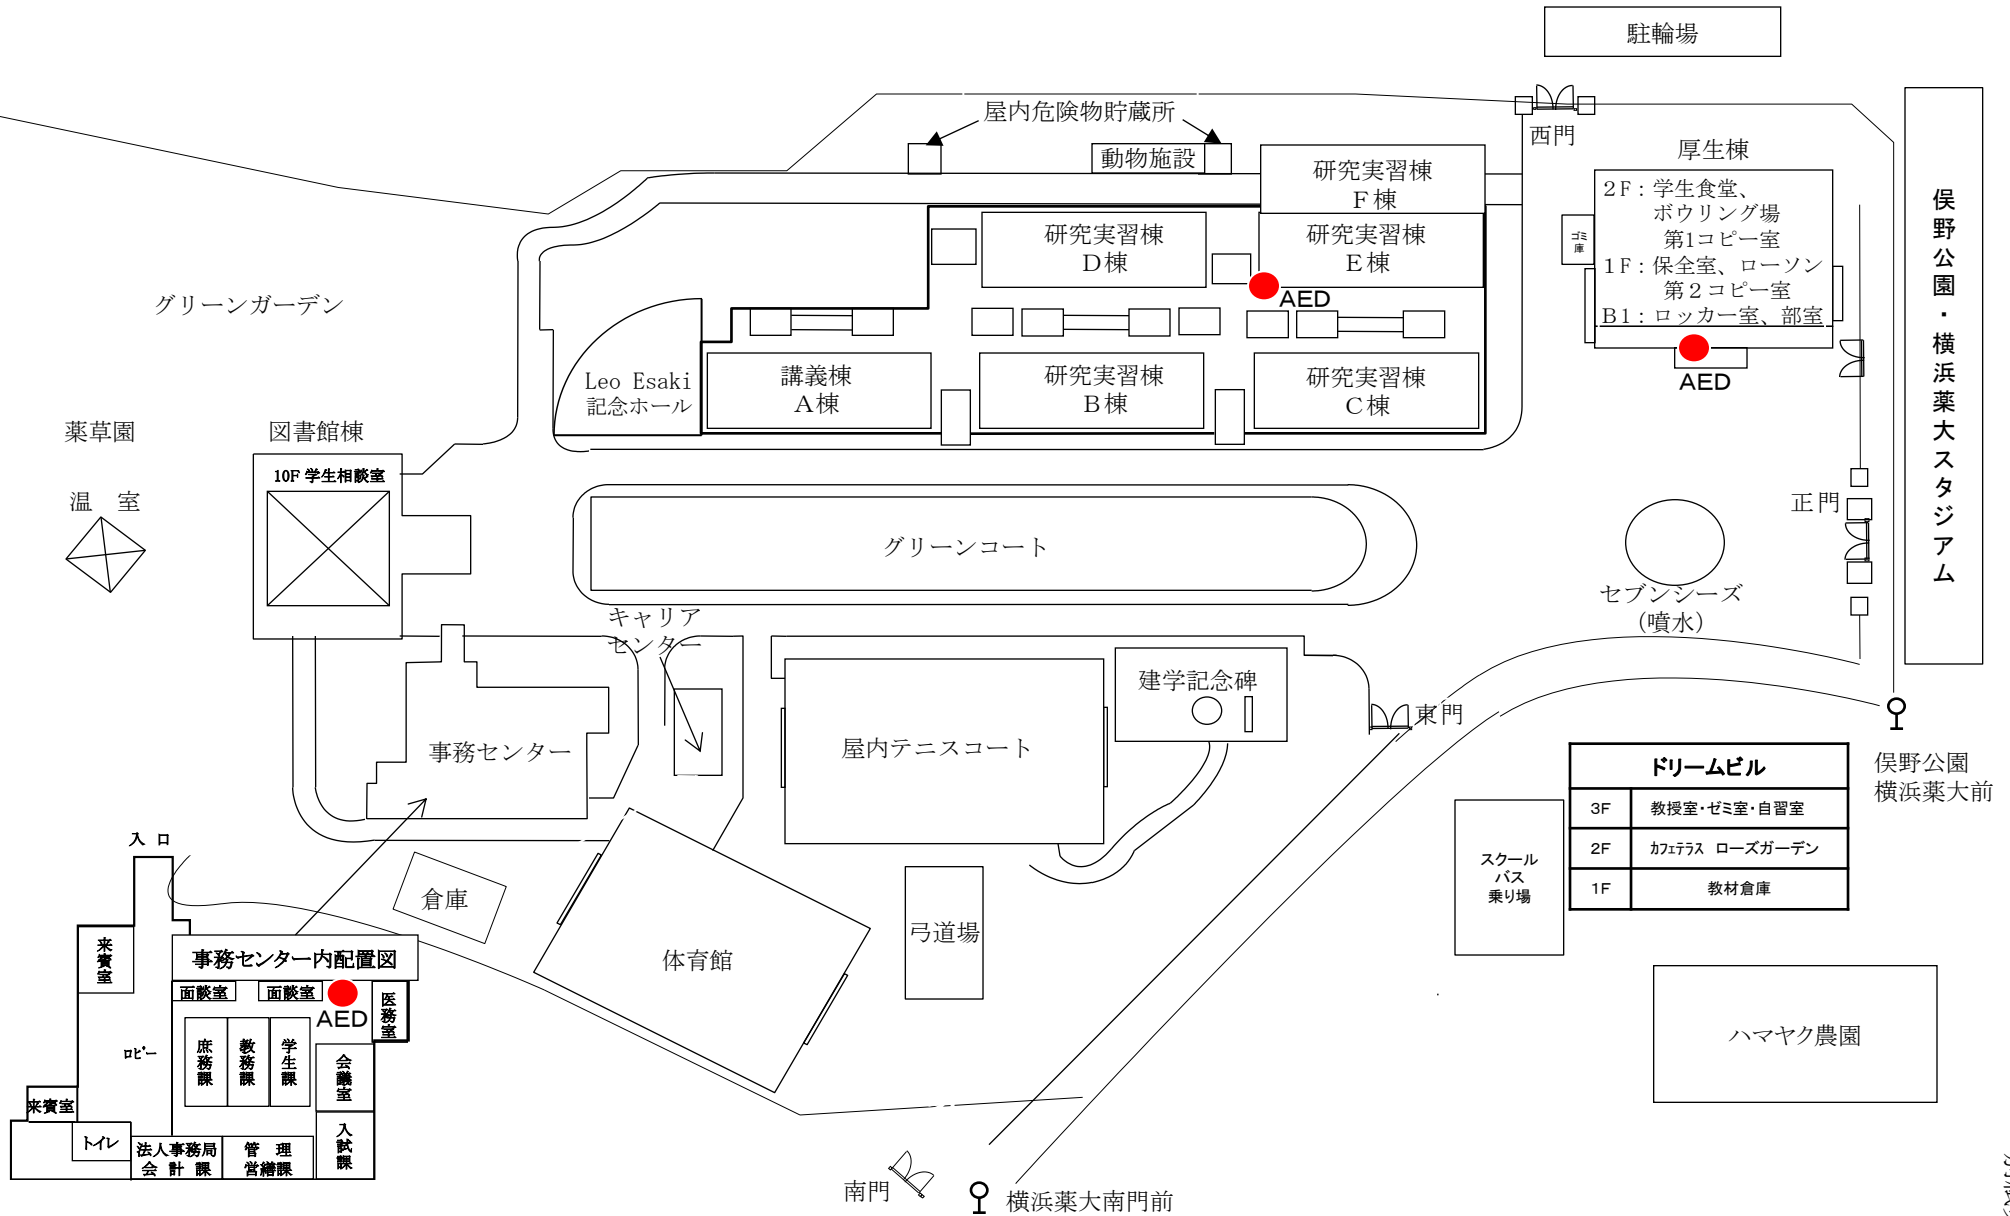 駐輪場
屋内危険物貯蔵所
西門
動物施設
厚生棟
研究実習棟
F棟
2F：学生食堂、
ボウリング場
第1コピー室
1F：保全室、ローソン
第２コピー室
B1：ロッカー室、部室
ゴミ庫
AED
俣野公園・横浜薬大スタジアム
研究実習棟
D棟
研究実習棟
E棟
AED
グリーンガーデン
Leo Esaki
記念ホール
講義棟
A棟
研究実習棟
B棟
研究実習棟
C棟
薬草園
図書館棟
10F 学生相談室
温　室
正門
グリーンコート
セブンシーズ
（噴水）
キャリア
センター
建学記念碑
東門
事務センター
屋内テニスコート
俣野公園
横浜薬大前
ドリームビル
3F 教授室・ゼミ室・自習室
2F カフェテラス ローズガーデン
1F 教材倉庫
スクール
バス
乗り場
入 口
倉庫
弓道場
体育館
来賓室
事務センター内配置図
面談室
面談室
AED
医務室
ロビー
庶務課
教務課
学生課
会議室
来賓室
トイレ
法人事務局
会 計 課
管　理
営繕課
入試課
ハマヤク農園
南門
横浜薬大南門前